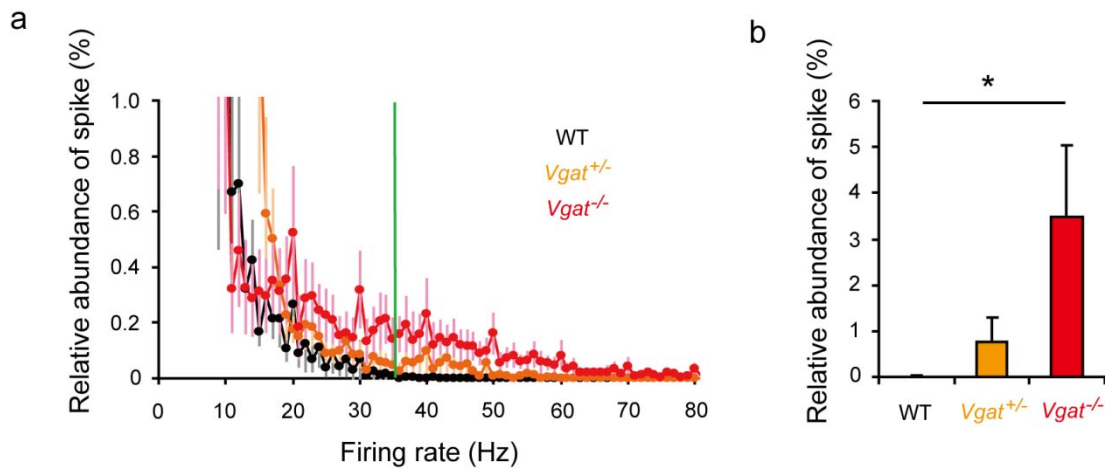 a
Relative abundance of spike (%)
1.0
0.8
0.6
0.4
0.2
0
0 10 20 30 40 50 60 70 80
Firing rate (Hz)
WT
Vgat+/-
Vgat-/-
b
Relative abundance of spike (%)
6
5
4
3
2
1
0
*
WT Vgat+/- Vgat-/-